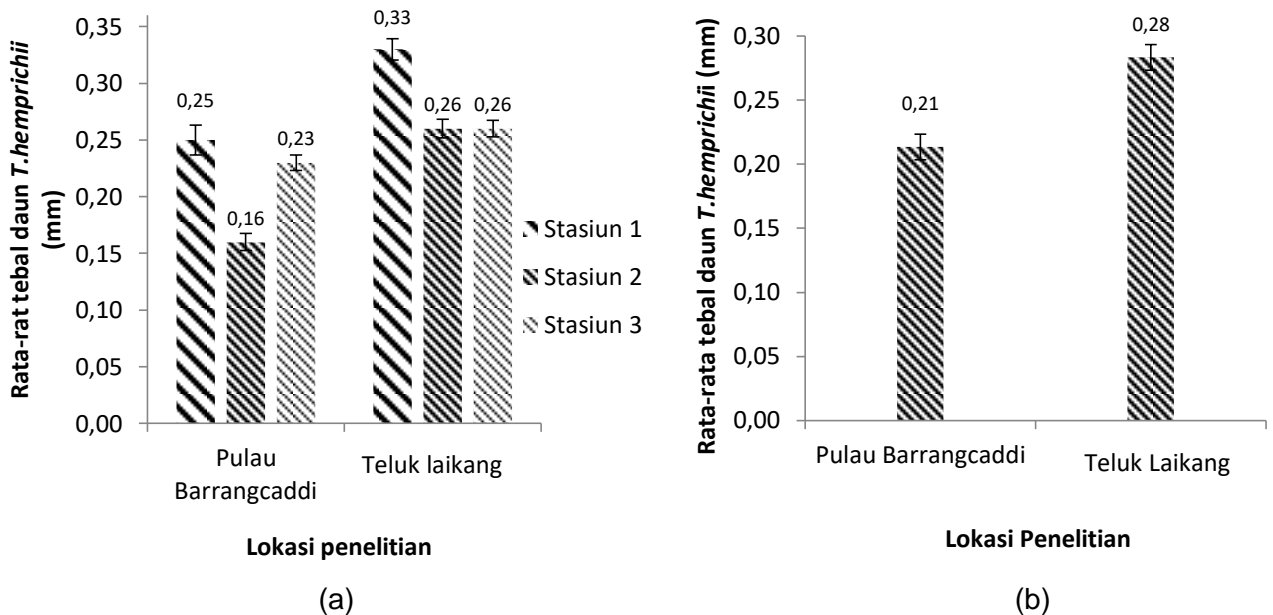 Rata-rat tebal daun T.hemprichii
(mm)
0,35
0,30
0,25
0,20
0,15
0,10
0,05
0,00
0,25
0,16
0,23
0,33
0,26
0,26
Stasiun 1
Stasiun 2
Stasiun 3
Pulau
Barrangcaddi
Teluk laikang
Lokasi penelitian
(a)
Rata-rata tebal daun T.hemprichii (mm)
0,30
0,25
0,20
0,15
0,10
0,05
0,00
0,21
0,28
Pulau Barrangcaddi
Teluk Laikang
Lokasi Penelitian
(b)